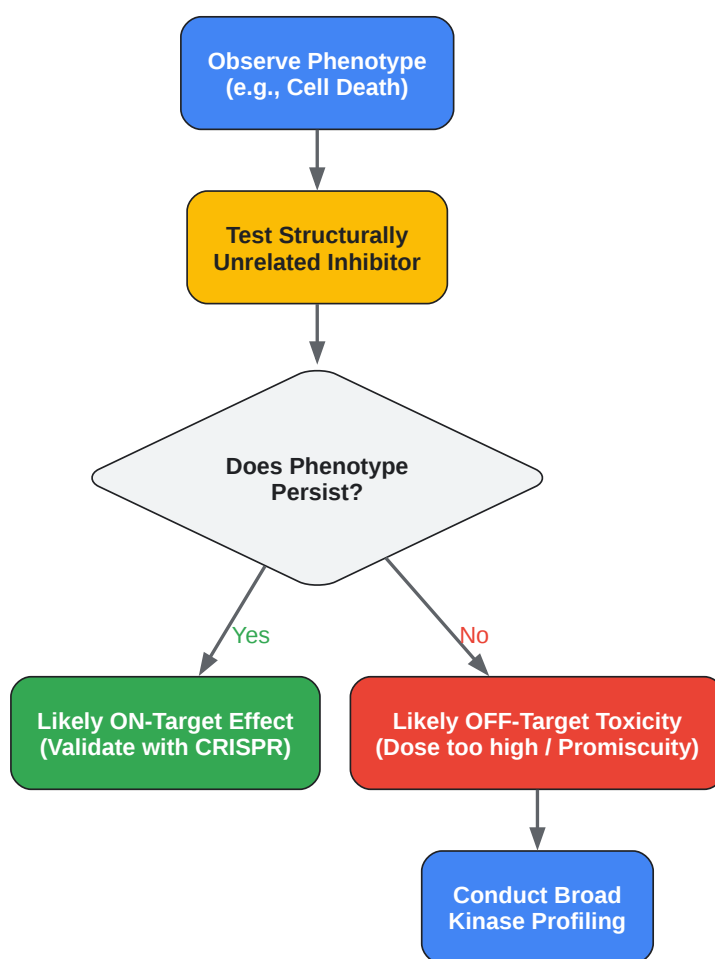 Observe Phenotype
(e.g., Cell Death)
Test Structurally
Unrelated Inhibitor
Does Phenotype
Persist?
Yes
No
Likely ON-Target Effect
(Validate with CRISPR)
Likely OFF-Target Toxicity
(Dose too high / Promiscuity)
Conduct Broad
Kinase Profiling